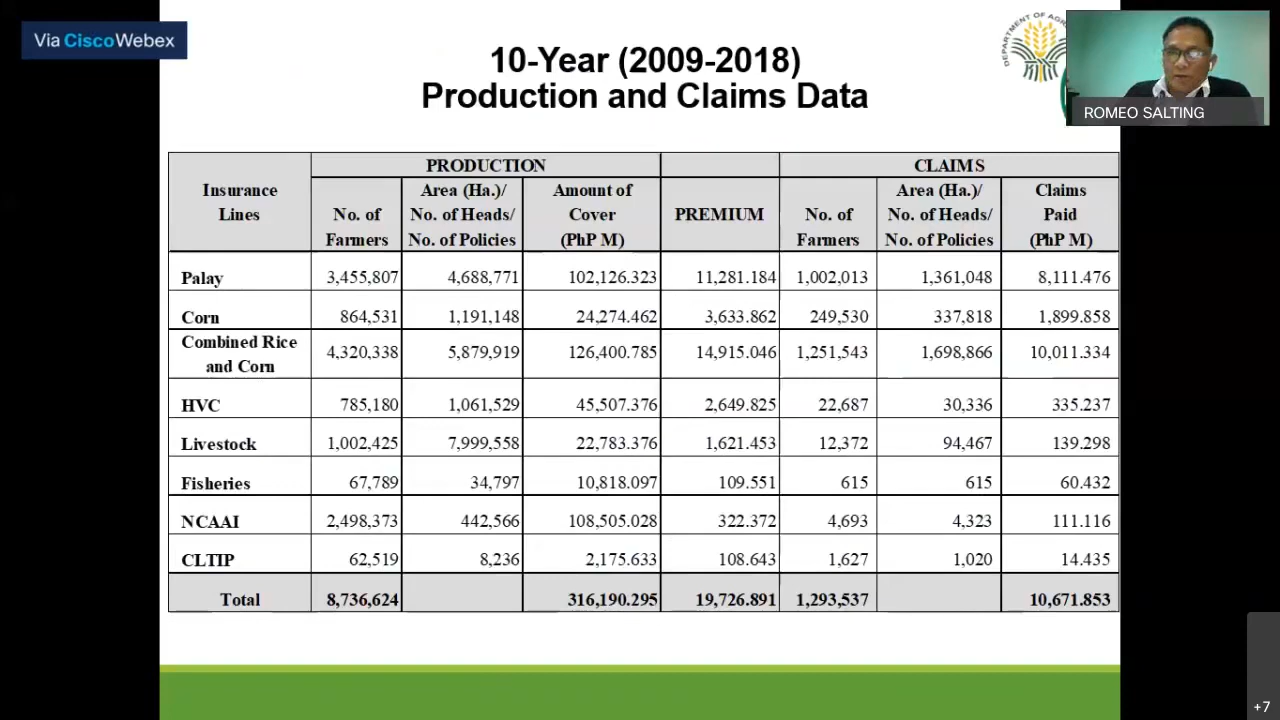 Via CiscoWebex
10-Year (2009-2018)
Production and Claims Data
DEPARTMENT OF
ROMEO SALTING
PRODUCTION CLAIMS
Insurance Lines No. of Farmers Area (Ha.)/ No. of Heads/ No. of Policies Amount of Cover (PhP M) PREMIUM No. of Farmers Area (Ha.)/ No. of Heads/ No. of Policies Claims Paid (PhP M)
Palay 3,455,807 4,688,771 102,126.323 11,281.184 1,002,013 1,361,048 8,111.476
Corn 864,531 1,191,148 24,274.462 3,633.862 249,530 337,818 1,899.858
Combined Rice and Corn 4,320,338 5,879,919 126,400.785 14,915.046 1,251,543 1,698,866 10,011.334
HVC 785,180 1,061,529 45,507.376 2,649.825 22,687 30,336 335.237
Livestock 1,002,425 7,999,558 22,783.376 1,621.453 12,372 94,467 139.298
Fisheries 67,789 34,797 10,818.097 109.551 615 615 60.432
NCAAI 2,498,373 442,566 108,505.028 322.372 4,693 4,323 111.116
CLTIP 62,519 8,236 2,175.633 108.643 1,627 1,020 14.435
Total 8,736,624 316,190.295 19,726.891 1,293,537 10,671.853
+7